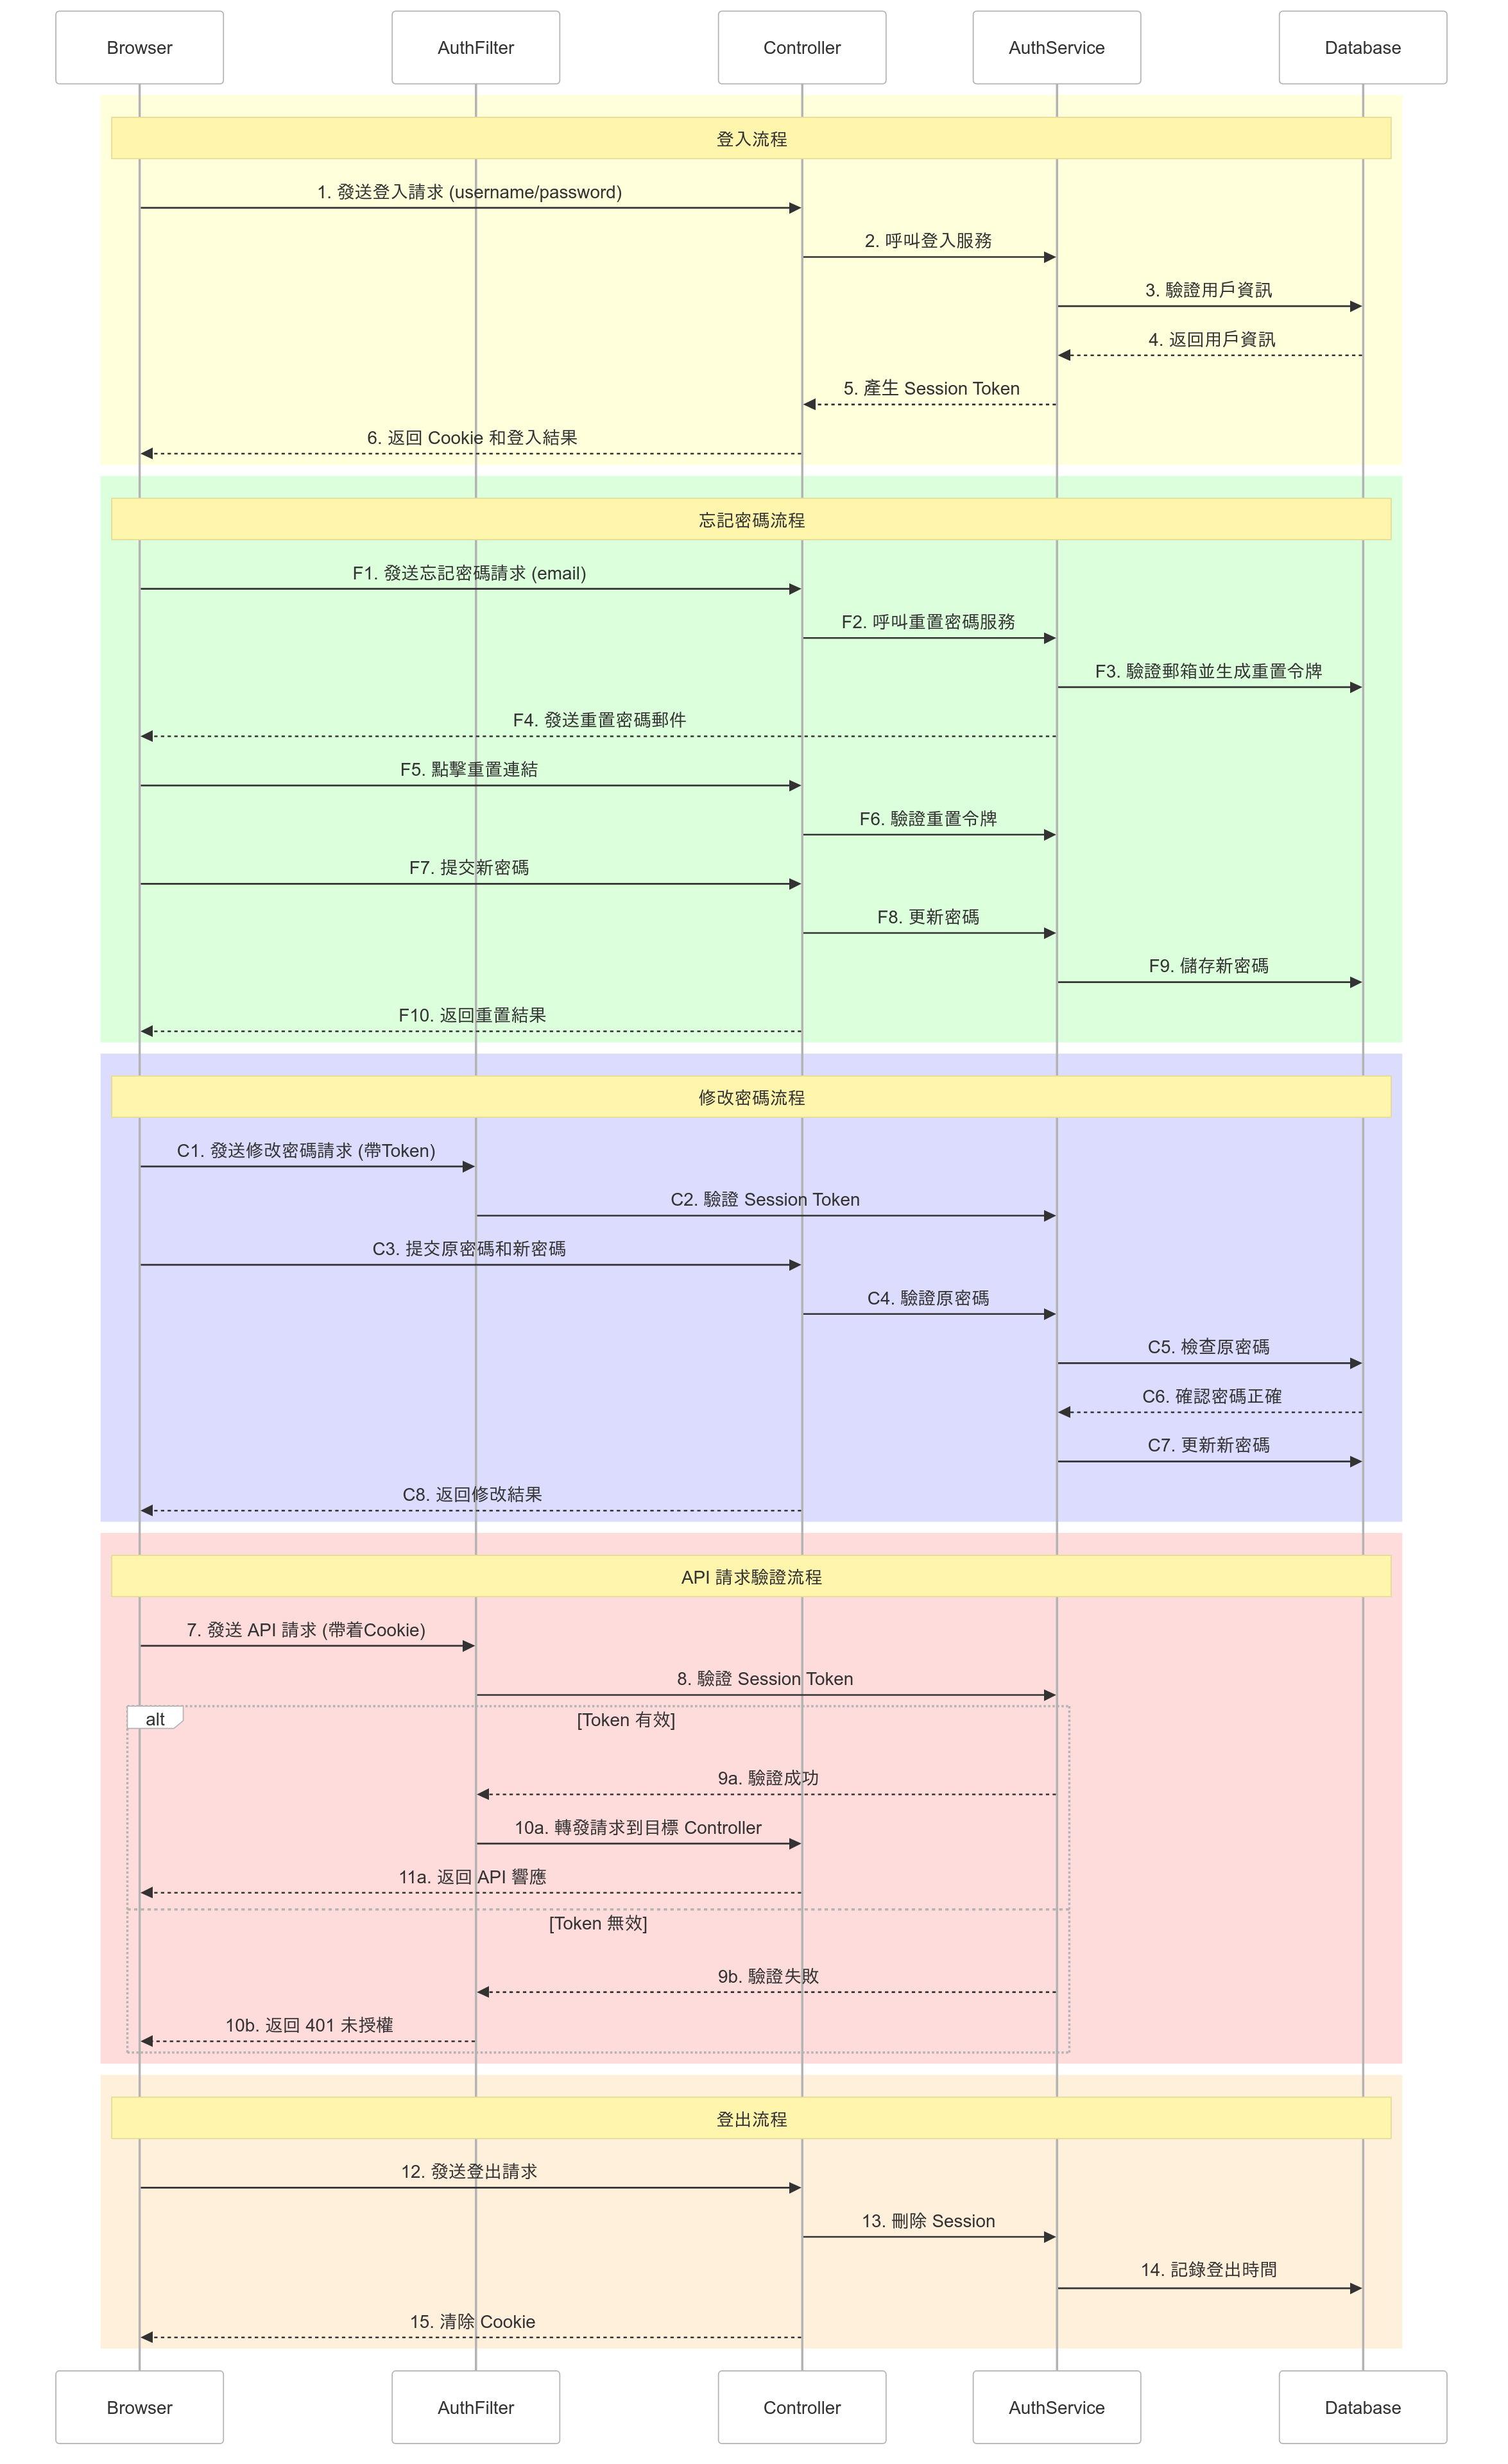 Browser
AuthFilter
Controller
AuthService
Database
登入流程
1. 發送登入請求 (username/password)
2. 呼叫登入服務
3. 驗證用戶資訊
4. 返回用戶資訊
5. 產生 Session Token
6. 返回 Cookie 和登入結果
忘記密碼流程
F1. 發送忘記密碼請求 (email)
F2. 呼叫重置密碼服務
F3. 驗證郵箱並生成重置令牌
F4. 發送重置密碼郵件
F5. 點擊重置連結
F6. 驗證重置令牌
F7. 提交新密碼
F8. 更新密碼
F9. 儲存新密碼
F10. 返回重置結果
修改密碼流程
C1. 發送修改密碼請求 (帶Token)
C2. 驗證 Session Token
C3. 提交原密碼和新密碼
C4. 驗證原密碼
C5. 檢查原密碼
C6. 確認密碼正確
C7. 更新新密碼
C8. 返回修改結果
API 請求驗證流程
7. 發送 API 請求 (帶着Cookie)
8. 驗證 Session Token
alt
[Token 有效]
9a. 驗證成功
10a. 轉發請求到目標 Controller
11a. 返回 API 響應
[Token 無效]
9b. 驗證失敗
10b. 返回 401 未授權
登出流程
12. 發送登出請求
13. 刪除 Session
14. 記錄登出時間
15. 清除 Cookie
Browser
AuthFilter
Controller
AuthService
Database